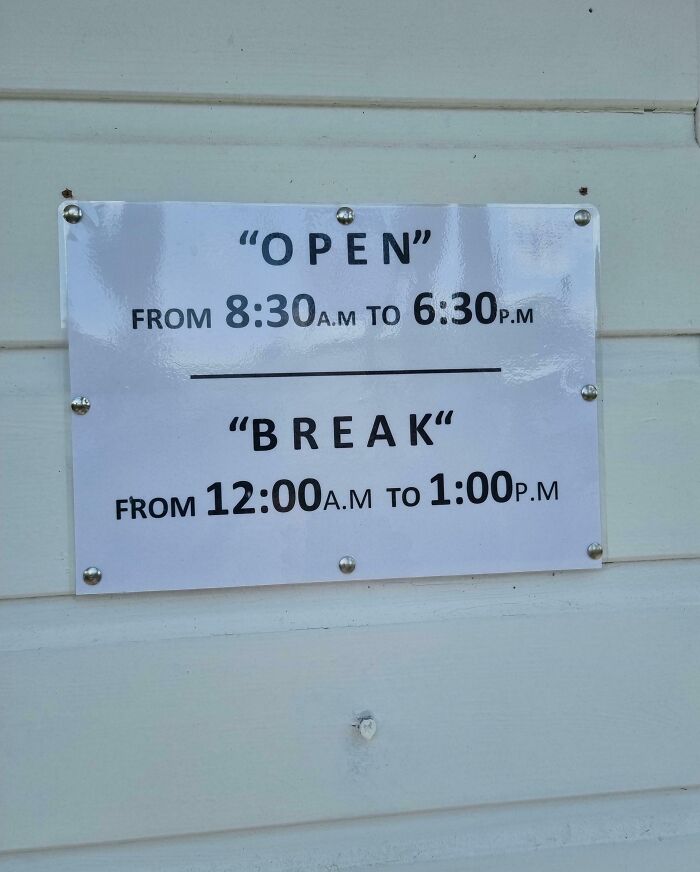 “OPEN”
FROM 8:30A.M TO 6:30P.M
“BREAK“
FROM 12:00A.M TO 1:00P.M